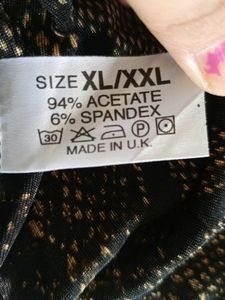 SIZE XL/XXL
94% ACETATE
6% SPANDEX
30 P
MADE IN U.K.